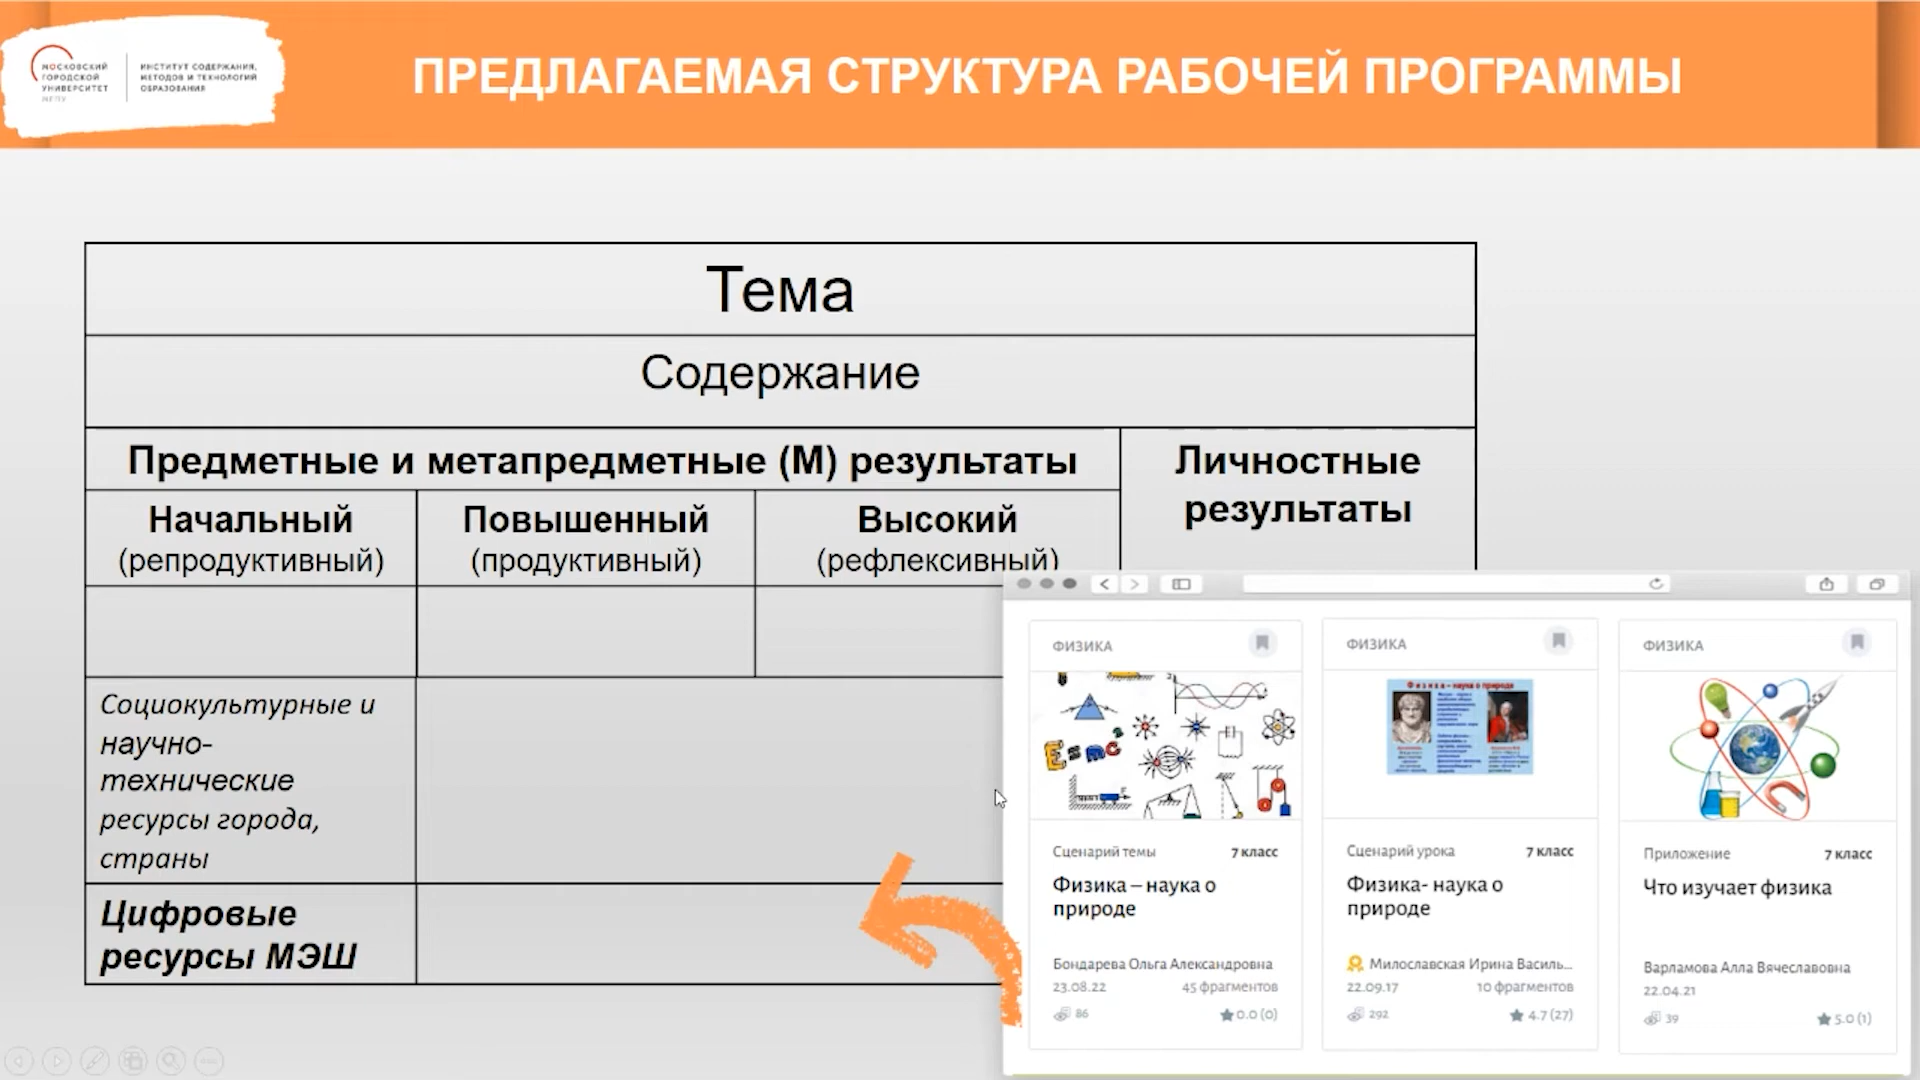 МОСКОВСКИЙ
ГОРОДСКОЙ
УНИВЕРСИТЕТ
МГПУ
ИНСТИТУТ СОДЕРЖАНИЯ,
МЕТОДОВ И ТЕХНОЛОГИЙ
ОБРАЗОВАНИЯ
ПРЕДЛАГАЕМАЯ СТРУКТУРА РАБОЧЕЙ ПРОГРАММЫ
Тема
Содержание
Предметные и метапредметные (М) результаты
Личностные
результаты
Начальный
(репродуктивный)
Повышенный
(продуктивный)
Высокий
(рефлексивный)
Социокультурные и
научно-
технические
ресурсы города,
страны
Цифровые
ресурсы МЭШ
ФИЗИКА
E=mc²
Сценарий темы 7 класс
Физика – наука о
природе
Бондарева Ольга Александровна
23.08.22 45 фрагментов
86 0.0 (0)
ФИЗИКА
Физика – наука о природе
Сценарий урока 7 класс
Физика- наука о
природе
Милославская Ирина Василь...
22.09.17 10 фрагментов
292 4.7 (27)
ФИЗИКА
Приложение 7 класс
Что изучает физика
Варламова Алла Вячеславовна
22.04.21
39 5.0 (1)